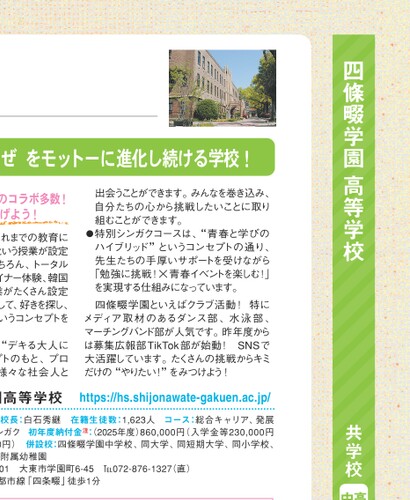 四條畷学園 高等学校
共学校
ぜ をモットーに進化し続ける学校！
のコラボ多数！
げよう！
れまでの教育に
いう授業が設定
ちろん、トータル
イナー体験、韓国
がたくさん設定
して、好きを探し、
いうコンセプトを
“デキる大人に
プトのもと、プロ
様々な社会人と
出会うことができます。みんなを巻き込み、
自分たちの心から挑戦したいことに取り
組むことができます。
●特別シンガクコースは、“青春と学びの
ハイブリッド”というコンセプトの通り、
先生たちの手厚いサポートを受けながら
「勉強に挑戦！×青春イベントを楽しむ！」
を実現する仕組みになっています。
四條畷学園といえばクラブ活動！ 特に
メディア取材のあるダンス部、水泳部、
マーチングバンド部が人気です。昨年度から
は募集広報部TikTok部が始動！ SNSで
大活躍しています。たくさんの挑戦からキミ
だけの“やりたい！”をみつけよう！
高等学校 https://hs.shijonawate-gakuen.ac.jp/
校長：白石秀継 在籍生徒数：1,623人 コース：総合キャリア、発展
ンガク 初年度納付金注：（2025年度）860,000円（入学金等230,000
円） 併設校：四條畷学園中学校、同大学、同短期大学、同小学校、
附属幼稚園
01 大東市学園町6-45 ℡072-876-1327（直）
都市線「四条畷」徒歩1分